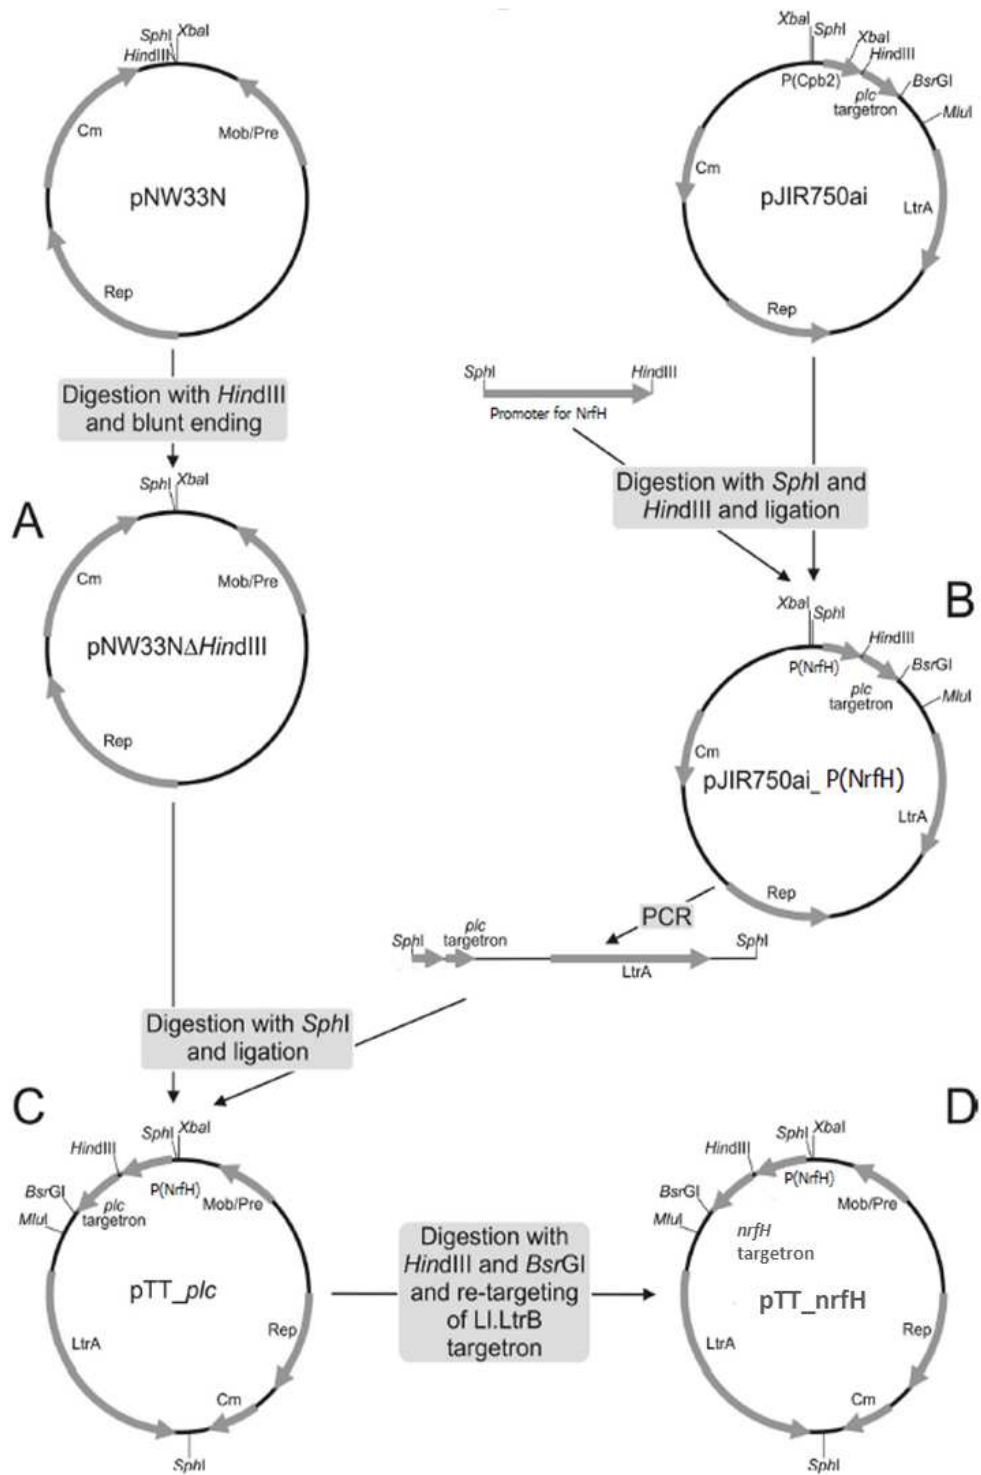 SphI XbaI
HindIII
Cm
Mob/Pre
pNW33N
Rep
XbaI
SphI
XbaI
HindIII
P(Cpb2)
BsrGI
plc
targetron
MluI
Cm
pJIR750ai
LtrA
Rep
Digestion with HindIII
and blunt ending
SphI
HindIII
Promoter for NrfH
Digestion with SphI and
HindIII and ligation
A
SphI XbaI
Cm
Mob/Pre
pNW33NΔHindIII
Rep
B
XbaI
SphI
HindIII
P(NrfH)
BsrGI
plc
targetron
MluI
Cm
pJIR750ai_ P(NrfH)
LtrA
Rep
PCR
SphI
plc
targetron
SphI
LtrA
Digestion with SphI
and ligation
C
SphI XbaI
HindIII
P(NrfH)
BsrGI
plc
targetron
Mob/Pre
MluI
pTT_plc
Rep
LtrA
Cm
SphI
Digestion with
HindIII and BsrGI
and re-targeting
of Ll.LtrB
targetron
D
SphI XbaI
HindIII
P(NrfH)
BsrGI
Mob/Pre
MluI
nrfH
targetron
pTT_nrfH
Rep
LtrA
Cm
SphI